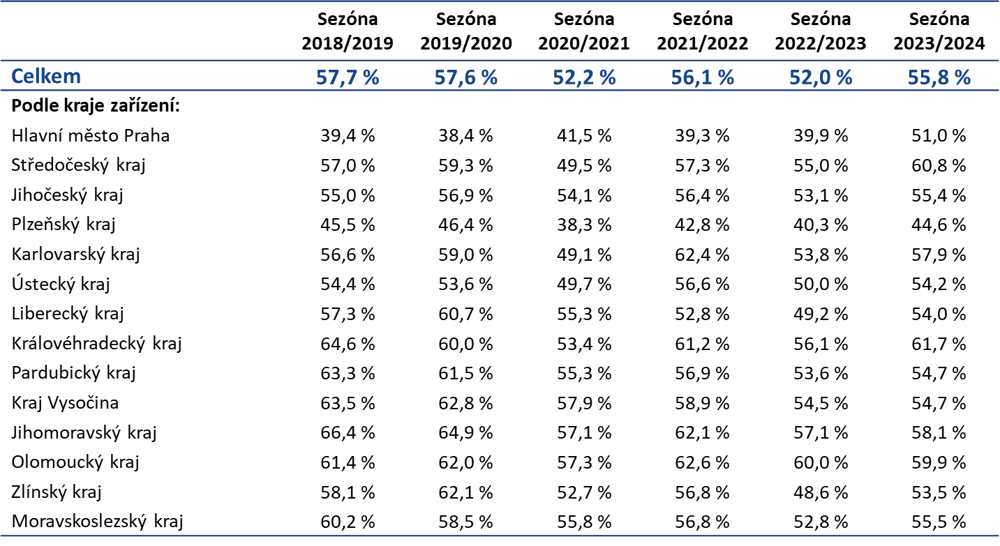 Sezóna 2018/2019 Sezóna 2019/2020 Sezóna 2020/2021 Sezóna 2021/2022 Sezóna 2022/2023 Sezóna 2023/2024
Celkem 57,7 % 57,6 % 52,2 % 56,1 % 52,0 % 55,8 %
Podle kraje zařízení:
Hlavní město Praha 39,4 % 38,4 % 41,5 % 39,3 % 39,9 % 51,0 %
Středočeský kraj 57,0 % 59,3 % 49,5 % 57,3 % 55,0 % 60,8 %
Jihočeský kraj 55,0 % 56,9 % 54,1 % 56,4 % 53,1 % 55,4 %
Plzeňský kraj 45,5 % 46,4 % 38,3 % 42,8 % 40,3 % 44,6 %
Karlovarský kraj 56,6 % 59,0 % 49,1 % 62,4 % 53,8 % 57,9 %
Ústecký kraj 54,4 % 53,6 % 49,7 % 56,6 % 50,0 % 54,2 %
Liberecký kraj 57,3 % 60,7 % 55,3 % 52,8 % 49,2 % 54,0 %
Královéhradecký kraj 64,6 % 60,0 % 53,4 % 61,2 % 56,1 % 61,7 %
Pardubický kraj 63,3 % 61,5 % 55,3 % 56,9 % 53,6 % 54,7 %
Kraj Vysočina 63,5 % 62,8 % 57,9 % 58,9 % 54,5 % 54,7 %
Jihomoravský kraj 66,4 % 64,9 % 57,1 % 62,1 % 57,1 % 58,1 %
Olomoucký kraj 61,4 % 62,0 % 57,3 % 62,6 % 60,0 % 59,9 %
Zlínský kraj 58,1 % 62,1 % 52,7 % 56,8 % 48,6 % 53,5 %
Moravskoslezský kraj 60,2 % 58,5 % 55,8 % 56,8 % 52,8 % 55,5 %